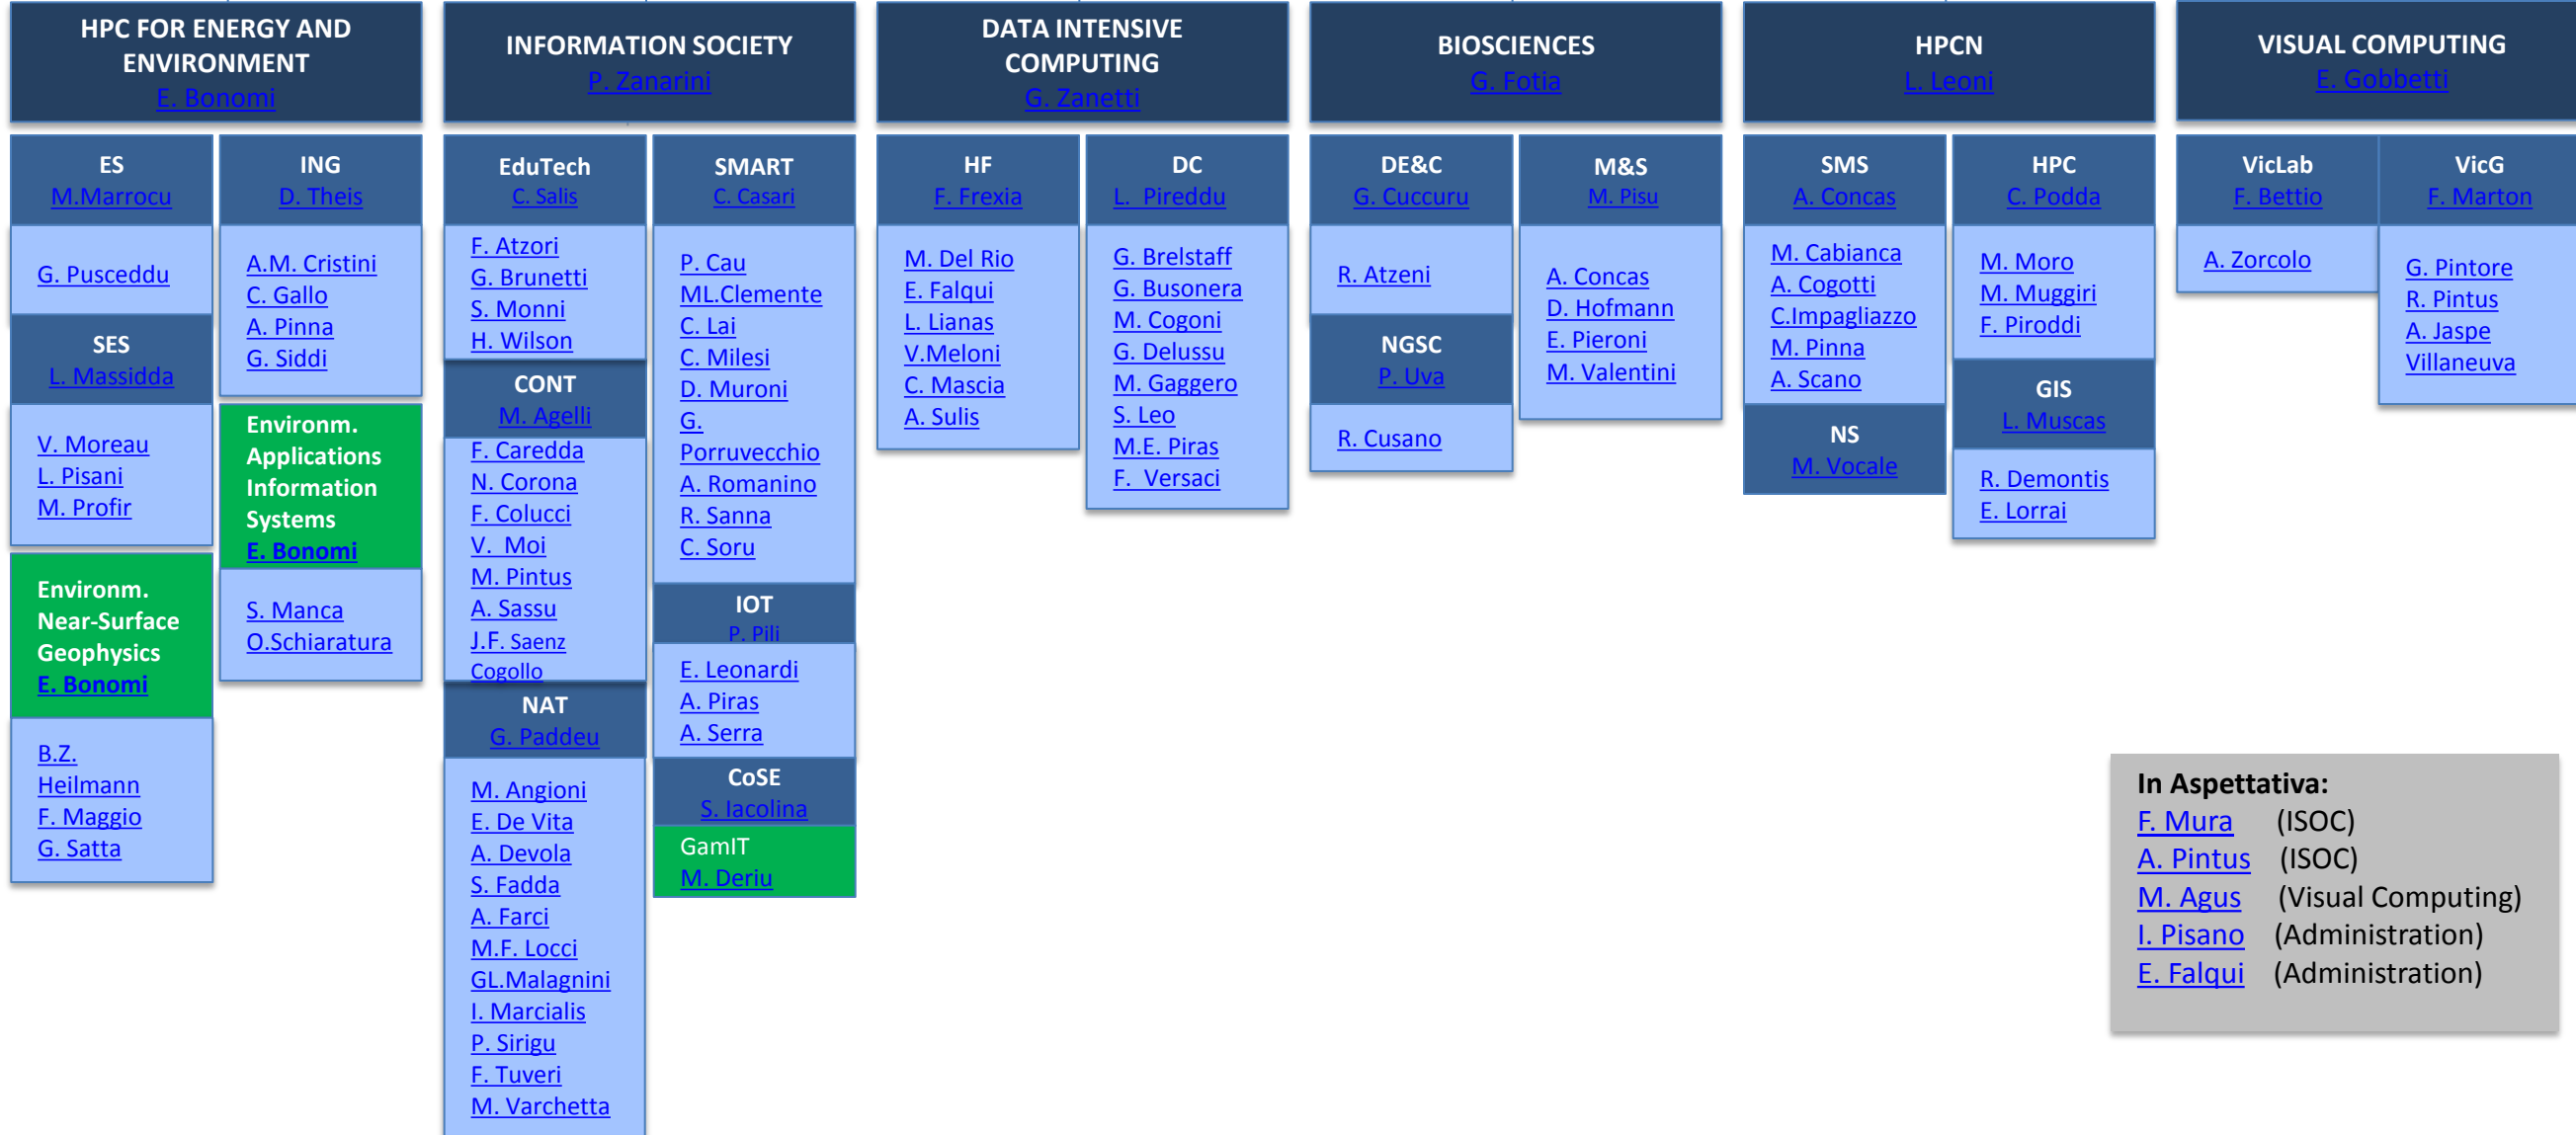 HPC FOR ENERGY AND
ENVIRONMENT
E. Bonomi
ES
M.Marrocu
G. Pusceddu
SES
L. Massidda
V. Moreau
L. Pisani
M. Profir
Environm.
Near-Surface
Geophysics
E. Bonomi
B.Z.
Heilmann
F. Maggio
G. Satta
ING
D. Theis
A.M. Cristini
C. Gallo
A. Pinna
G. Siddi
Environm.
Applications
Information
Systems
E. Bonomi
S. Manca
O.Schiaratura
INFORMATION SOCIETY
P. Zanarini
EduTech
C. Salis
F. Atzori
G. Brunetti
S. Monni
H. Wilson
CONT
M. Agelli
F. Caredda
N. Corona
F. Colucci
V. Moi
M. Pintus
A. Sassu
J.F. Saenz
Cogollo
NAT
G. Paddeu
M. Angioni
E. De Vita
A. Devola
S. Fadda
A. Farci
M.F. Locci
GL.Malagnini
I. Marcialis
P. Sirigu
F. Tuveri
M. Varchetta
SMART
C. Casari
P. Cau
ML.Clemente
C. Lai
C. Milesi
D. Muroni
G.
Porruvecchio
A. Romanino
R. Sanna
C. Soru
IOT
P. Pili
E. Leonardi
A. Piras
A. Serra
CoSE
S. Iacolina
GamIT
M. Deriu
DATA INTENSIVE
COMPUTING
G. Zanetti
HF
F. Frexia
M. Del Rio
E. Falqui
L. Lianas
V.Meloni
C. Mascia
A. Sulis
DC
L. Pireddu
G. Brelstaff
G. Busonera
M. Cogoni
G. Delussu
M. Gaggero
S. Leo
M.E. Piras
F. Versaci
BIOSCIENCES
G. Fotia
DE&C
G. Cuccuru
R. Atzeni
NGSC
P. Uva
R. Cusano
M&S
M. Pisu
A. Concas
D. Hofmann
E. Pieroni
M. Valentini
HPCN
L. Leoni
SMS
A. Concas
M. Cabianca
A. Cogotti
C.Impagliazzo
M. Pinna
A. Scano
NS
M. Vocale
HPC
C. Podda
M. Moro
M. Muggiri
F. Piroddi
GIS
L. Muscas
R. Demontis
E. Lorrai
VISUAL COMPUTING
E. Gobbetti
VicLab
F. Bettio
A. Zorcolo
VicG
F. Marton
G. Pintore
R. Pintus
A. Jaspe
Villaneuva
In Aspettativa:
F. Mura (ISOC)
A. Pintus (ISOC)
M. Agus (Visual Computing)
I. Pisano (Administration)
E. Falqui (Administration)